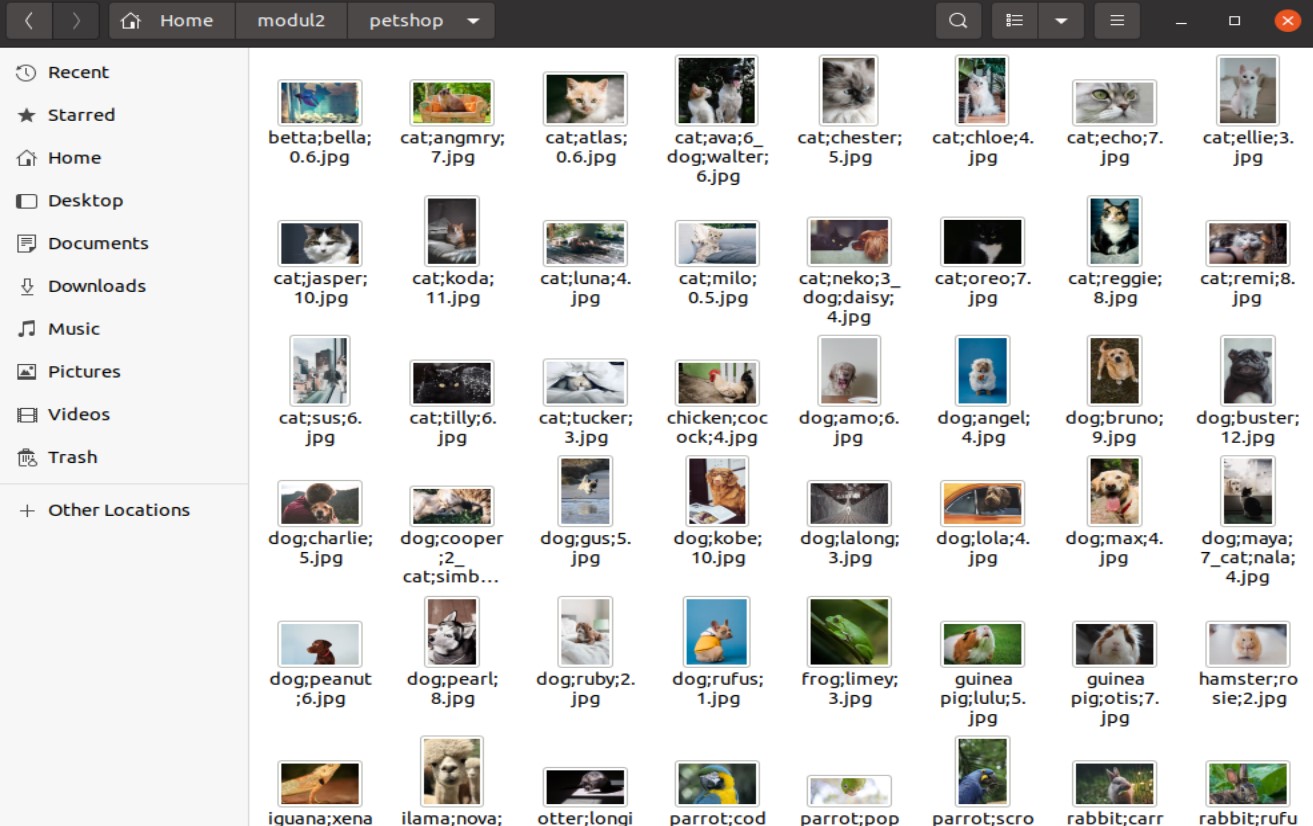 Home modul2 petshop
Recent
Starred
Home
Desktop
Documents
Downloads
Music
Pictures
Videos
Trash
Other Locations
betta;bella;
0.6.jpg
cat;angmry;
7.jpg
cat;atlas;
0.6.jpg
cat;ava;6_
dog;walter;
6.jpg
cat;chester;
5.jpg
cat;chloe;4.
jpg
cat;echo;7.
jpg
cat;ellie;3.
jpg
cat;jasper;
10.jpg
cat;koda;
11.jpg
cat;luna;4.
jpg
cat;milo;
0.5.jpg
cat;neko;3_
dog;daisy;
4.jpg
cat;oreo;7.
jpg
cat;reggie;
8.jpg
cat;remi;8.
jpg
cat;sus;6.
jpg
cat;tilly;6.
jpg
cat;tucker;
3.jpg
chicken;coc
ock;4.jpg
dog;amo;6.
jpg
dog;angel;
4.jpg
dog;bruno;
9.jpg
dog;buster;
12.jpg
dog;charlie;
5.jpg
dog;cooper
;2_
cat;simb...
dog;gus;5.
jpg
dog;kobe;
10.jpg
dog;lalong;
3.jpg
dog;lola;4.
jpg
dog;max;4.
jpg
dog;maya;
7_cat;nala;
4.jpg
dog;peanut
;6.jpg
dog;pearl;
8.jpg
dog;ruby;2.
jpg
dog;rufus;
1.jpg
frog;limey;
3.jpg
guinea
pig;lulu;5.
jpg
guinea
pig;otis;7.
jpg
hamster;ro
sie;2.jpg
iguana;xena
ilama;nova;
otter;longi
parrot;cod
parrot;pop
parrot;scro
rabbit;carr
rabbit;rufu